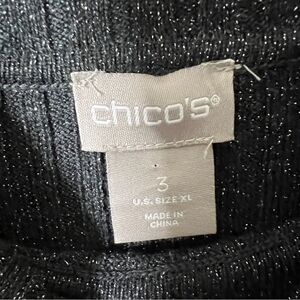 chico's®
3
U.S. SIZE XL
MADE IN
CHINA